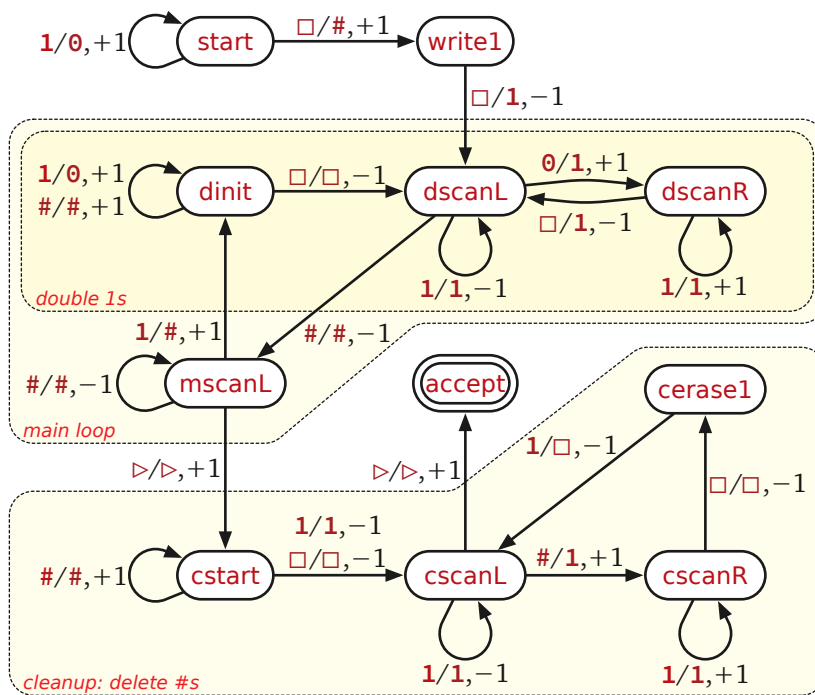 1/0,+1
start
□/#,+1
write1
□/1,−1
1/0,+1
#/#,+1
dinit
□/□,−1
dscanL
0/1,+1
□/1,−1
dscanR
1/1,−1
1/1,+1
double 1s
1/#,+1
#/#,−1
#/#,−1
mscanL
accept
cerase1
main loop
▷/▷,+1
▷/▷,+1
1/□,−1
□/□,−1
#/#,+1
cstart
1/1,−1
□/□,−1
cscanL
#/1,+1
cscanR
1/1,−1
1/1,+1
cleanup: delete #s